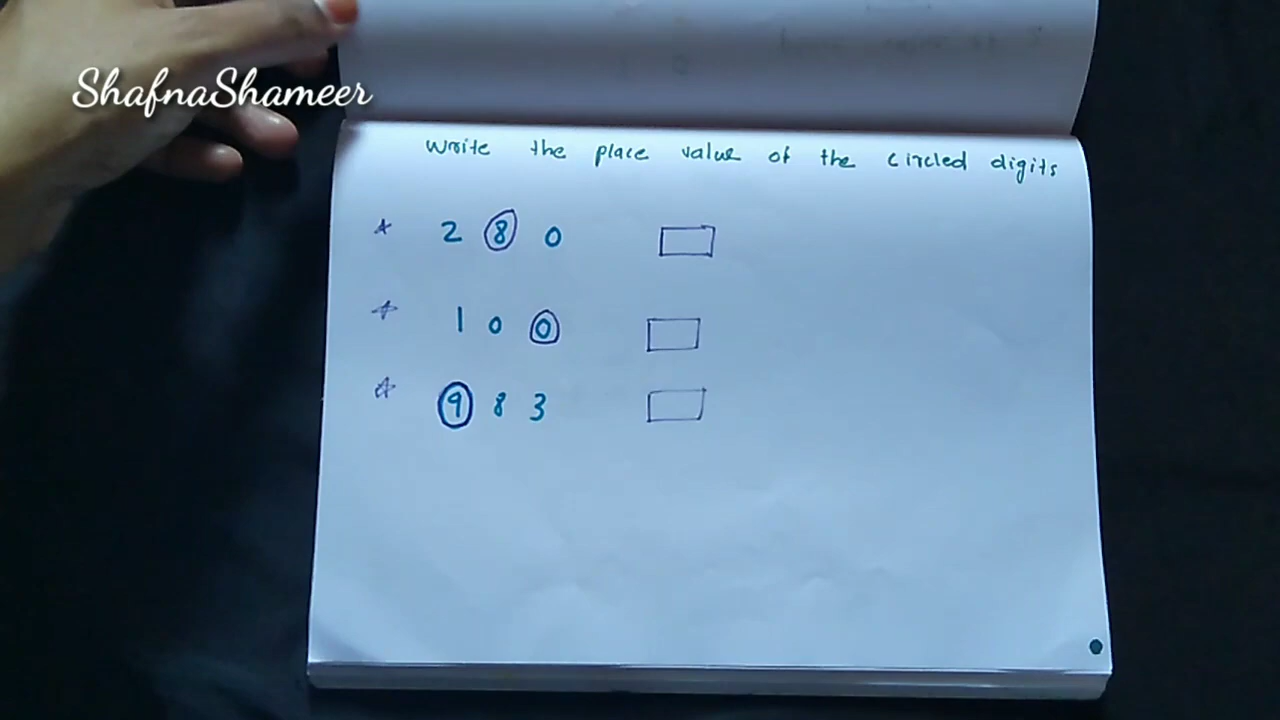 ShafnaShameer
Write the place value of the circled digits
2 8 0
1 0 0
9 8 3